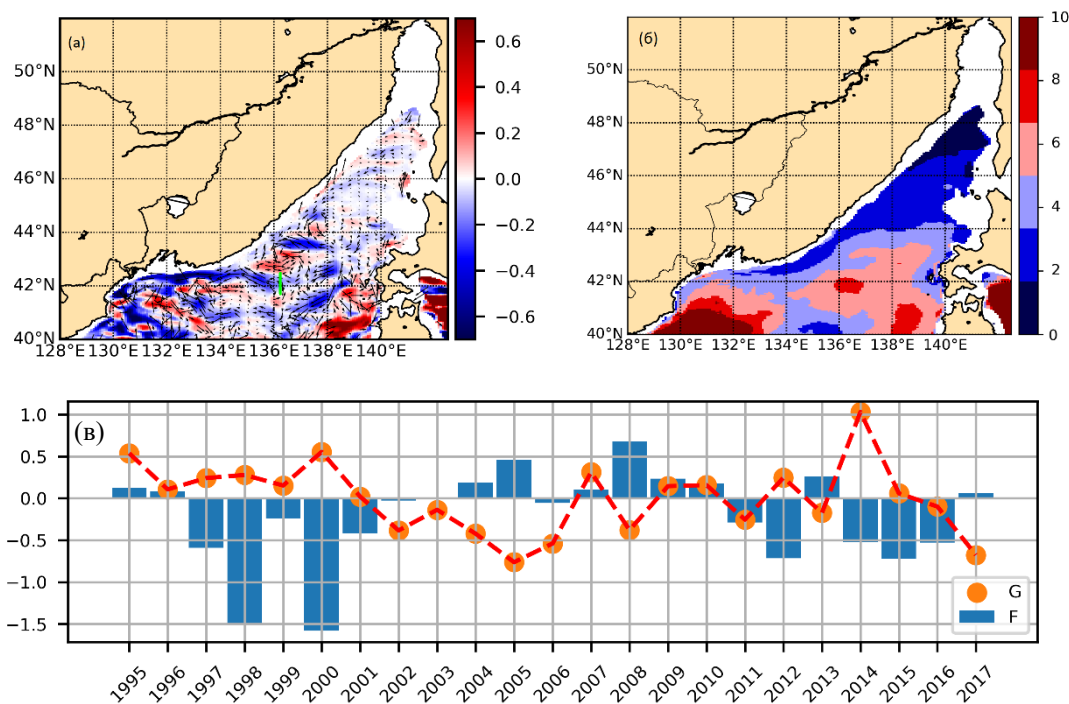 (а)
50°N
48°N
46°N
44°N
42°N
40°N
128°E 130°E 132°E 134°E 136°E 138°E 140°E
0.6
0.4
0.2
0.0
−0.2
−0.4
−0.6
(б)
50°N
48°N
46°N
44°N
42°N
40°N
128°E 130°E 132°E 134°E 136°E 138°E 140°E
10
8
6
4
2
0
(в)
1.0
0.5
0.0
−0.5
−1.0
−1.5
G
F
1995 1996 1997 1998 1999 2000 2001 2002 2003 2004 2005 2006 2007 2008 2009 2010 2011 2012 2013 2014 2015 2016 2017